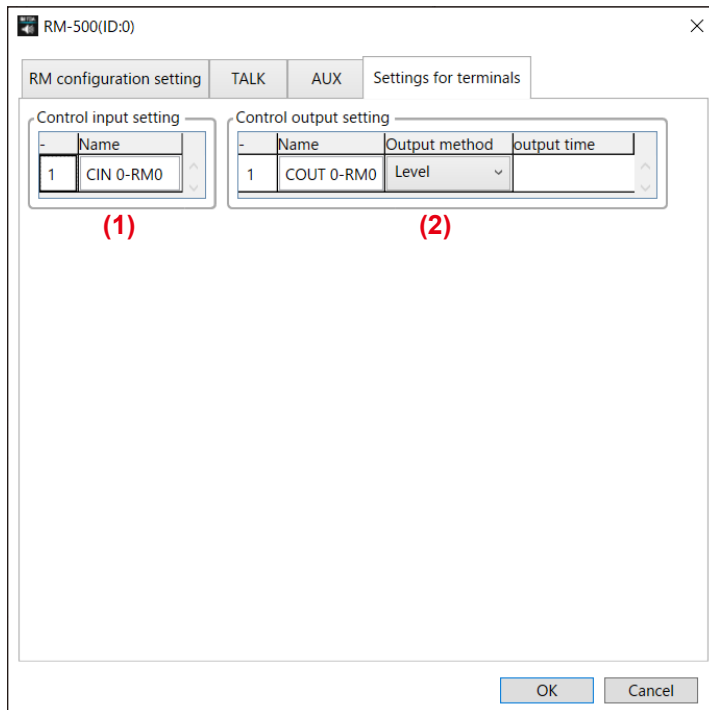 RM-500(ID:0)
RM configuration setting TALK AUX Settings for terminals
Control input setting Control output setting
- Name - Name Output method output time
1 CIN 0-RM0 1 COUT 0-RM0 Level
(1) (2)
OK Cancel